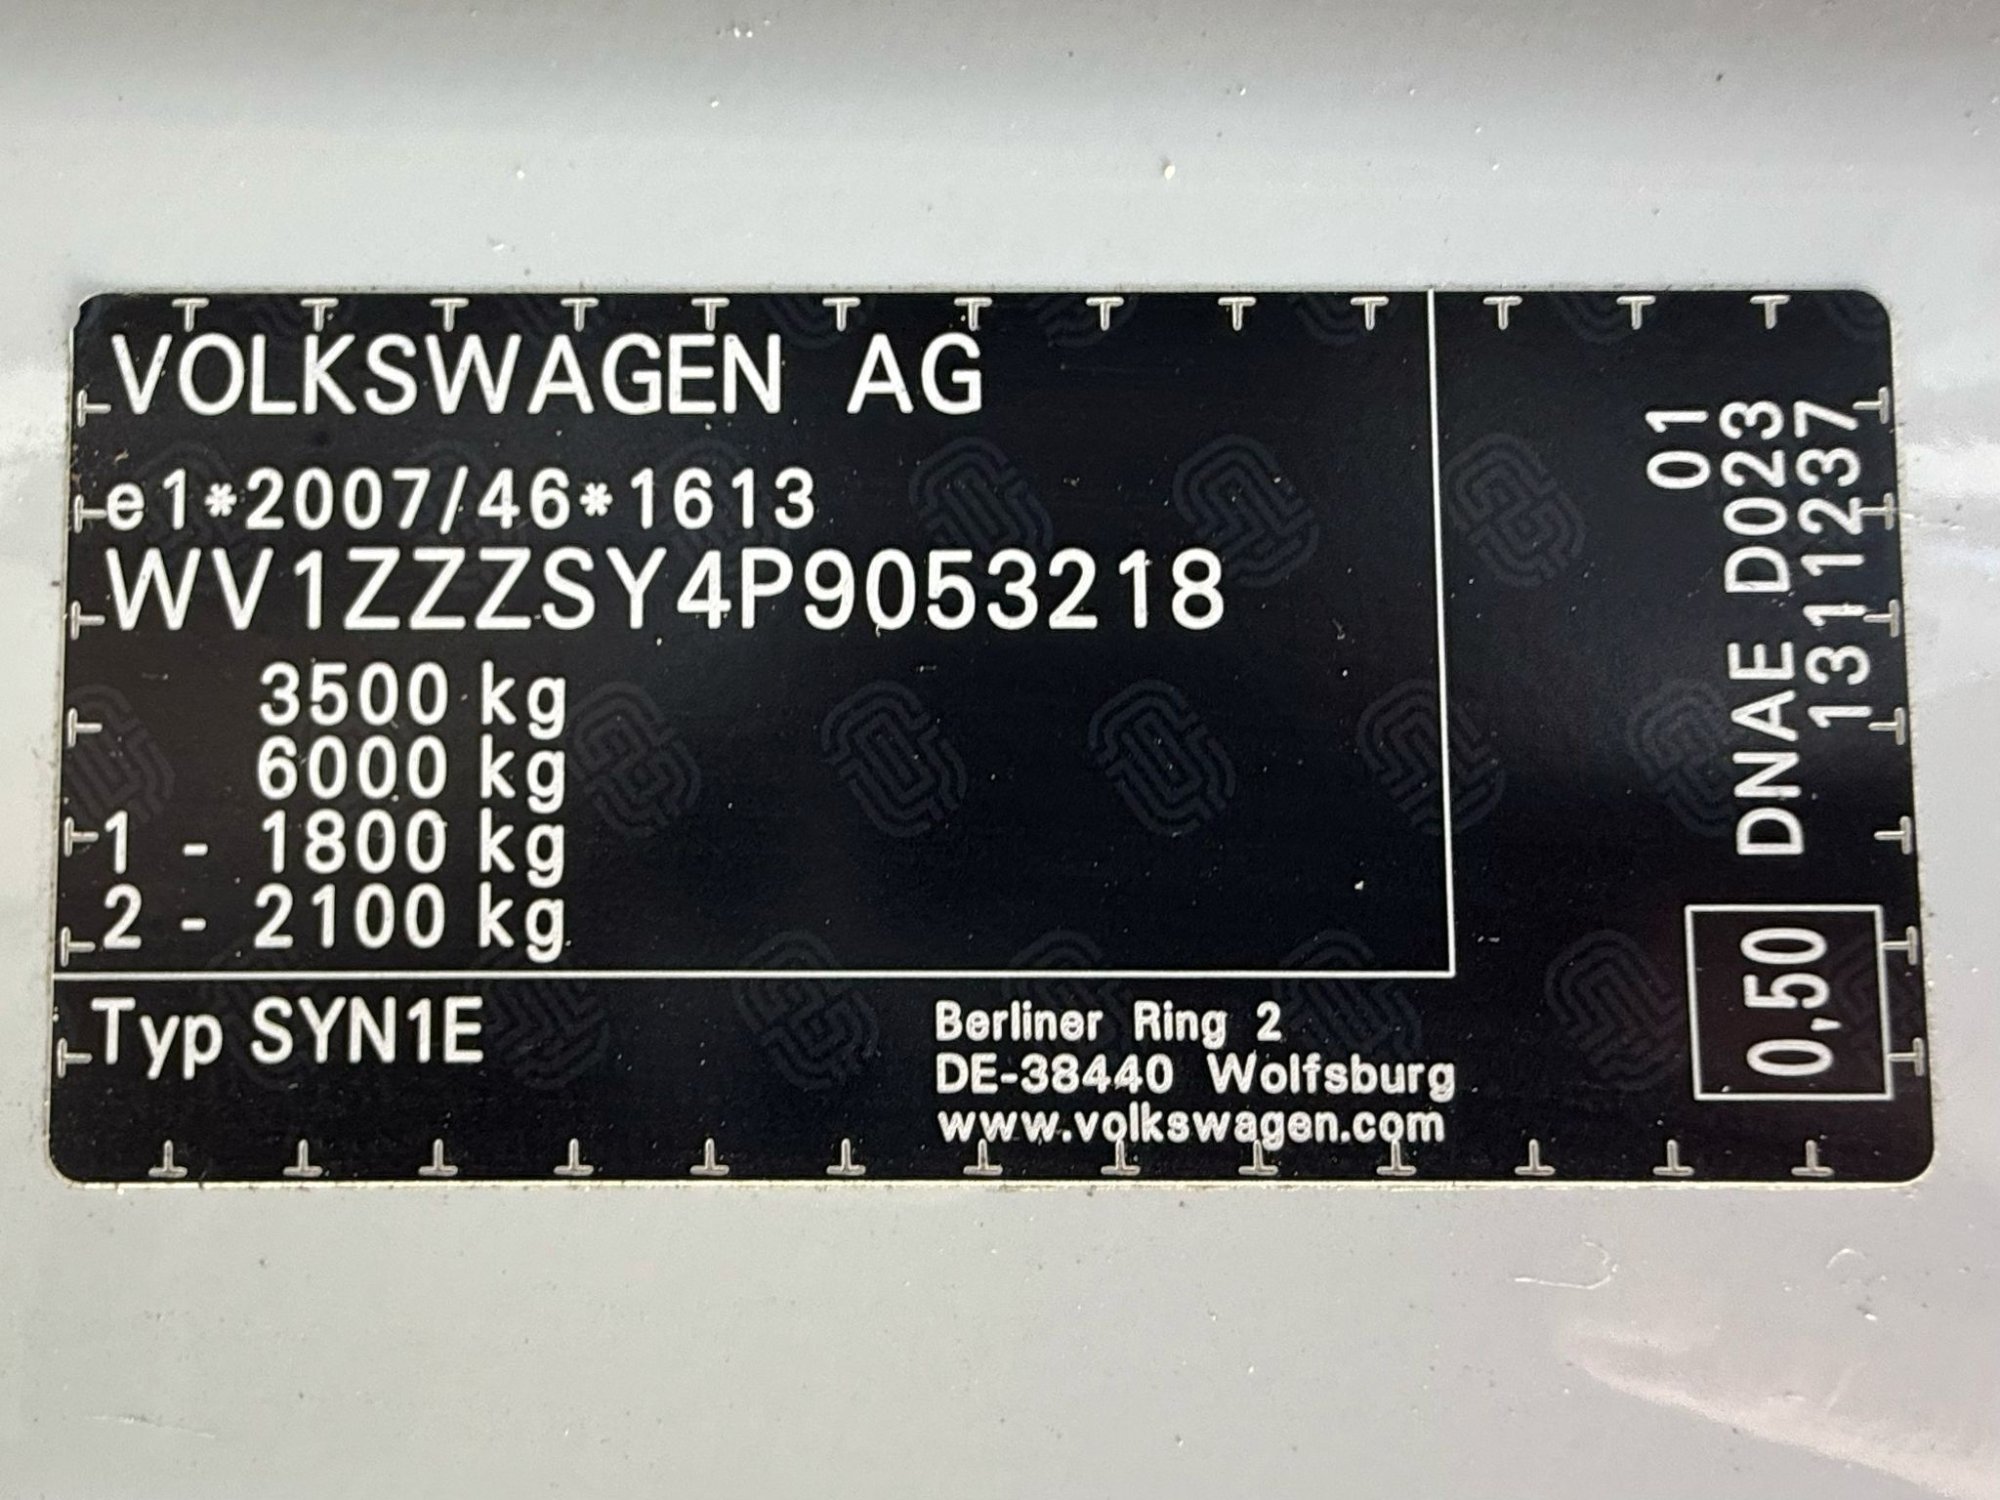 VOLKSWAGEN AG
e1*2007/46*1613
WV1ZZZSY4P9053218
3500 kg
6000 kg
1 - 1800 kg
2 - 2100 kg
Typ SYN1E
Berliner Ring 2
DE-38440 Wolfsburg
www.volkswagen.com
01
DNAE D023
1311237
0,50